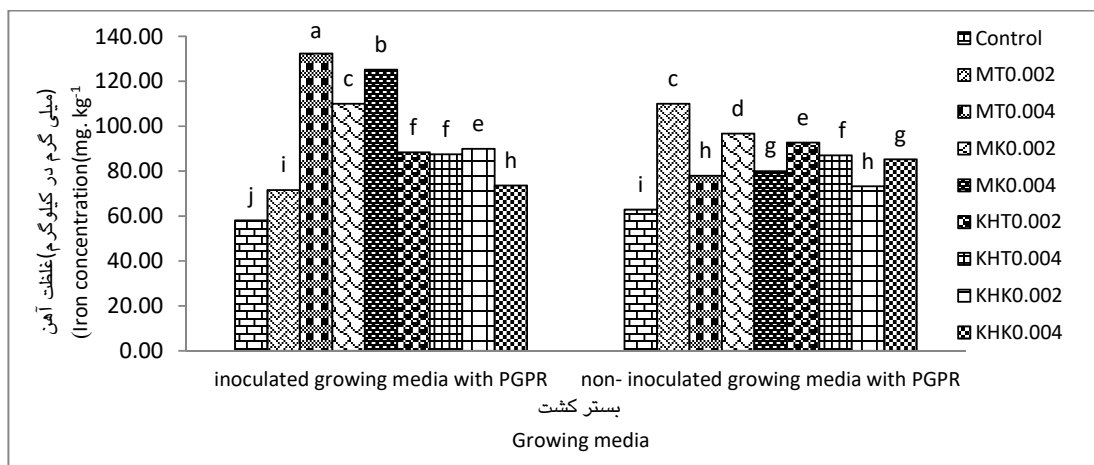 غلظت آهن(میلی گرم در کیلوگرم)
(Iron concentration(mg. kg-1
140.00
120.00
100.00
80.00
60.00
40.00
20.00
0.00
j
i
a
c
b
f
f
e
h
i
c
h
d
g
e
f
h
g
inoculated growing media with PGPR
non- inoculated growing media with PGPR
بستر کشت
Growing media
Control
MT0.002
MT0.004
MK0.002
MK0.004
KHT0.002
KHT0.004
KHK0.002
KHK0.004